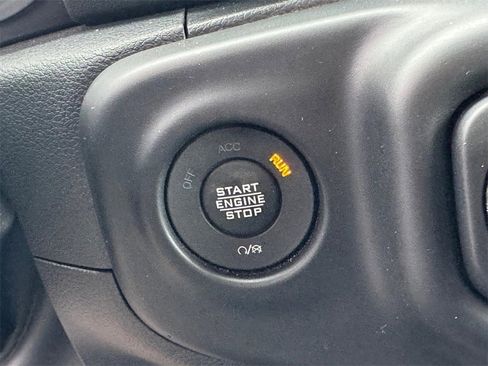 ACC
OFF
RUN
START
ENGINE
STOP